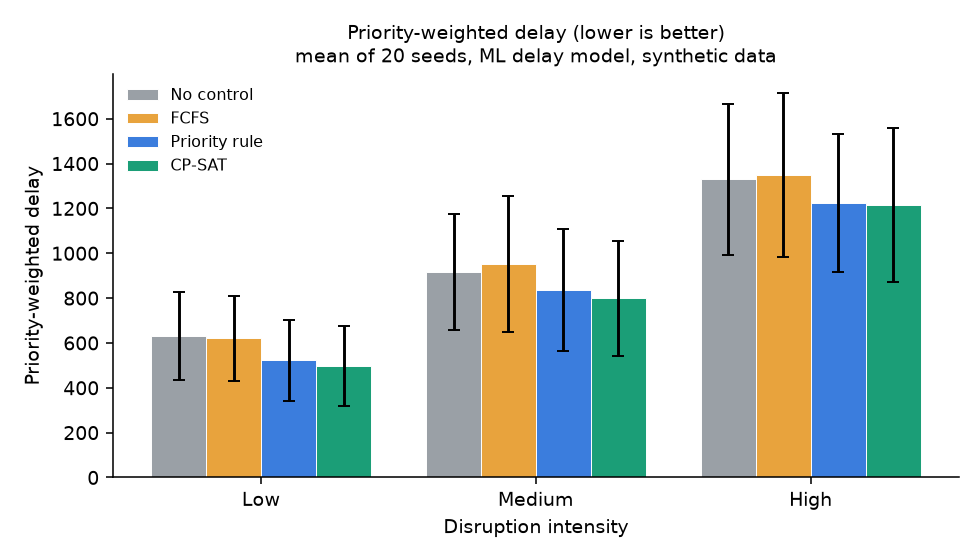 Priority-weighted delay (lower is better)
mean of 20 seeds, ML delay model, synthetic data
No control
FCFS
Priority rule
CP-SAT
Priority-weighted delay
1600
1400
1200
1000
800
600
400
200
0
Low
Medium
High
Disruption intensity